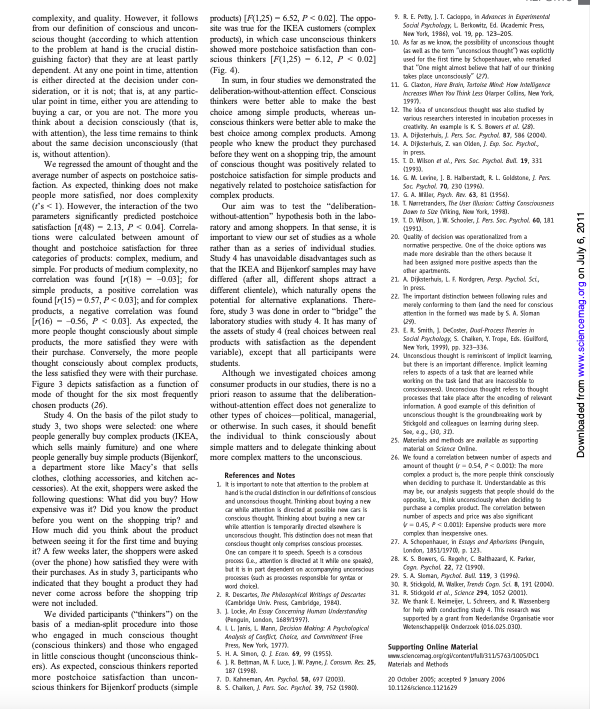 complexity, and quality. However, it follows
from our definition of conscious and uncon-
scious thought (according to which attention
to the problem at hand is the crucial distin-
guishing factor) that they are at least partly
dependent. At any one point in time, attention
is either directed at the decision under con-
sideration, or it is not; that is, at any partic-
ular point in time, either you are attending to
buying a car, or you are not. The more you
think about a decision consciously (that is,
with attention), the less time remains to think
about the same decision unconsciously (that
is, without attention).
We regressed the amount of thought and the
average number of aspects on postchoice satis-
faction. As expected, thinking does not make
people more satisfied, nor does complexity
(t's < 1). However, the interaction of the two
parameters significantly predicted postchoice
satisfaction [t(48) = 2.13, P < 0.04]. Correla-
tions were calculated between amount of
thought and postchoice satisfaction for three
categories of products: complex, medium, and
simple. For products of medium complexity, no
correlation was found [r(18) = –0.03]; for
simple products, a positive correlation was
found [r(15) = 0.57, P < 0.03]; and for complex
products, a negative correlation was found
[r(16) = –0.56, P < 0.03]. As expected, the
more people thought consciously about simple
products, the more satisfied they were with
their purchase. Conversely, the more people
thought consciously about complex products,
the less satisfied they were with their purchase.
Figure 3 depicts satisfaction as a function of
mode of thought for the six most frequently
chosen products (26).
Study 4. On the basis of the pilot study to
study 3, two shops were selected: one where
people generally buy complex products (IKEA,
which sells mainly furniture) and one where
people generally buy simple products (Bijenkorf,
a department store like Macy's that sells
clothes, clothing accessories, and kitchen ac-
cessories). At the exit, shoppers were asked the
following questions: What did you buy? How
expensive was it? Did you know the product
before you went on the shopping trip? and
How much did you think about the product
between seeing it for the first time and buying
it? A few weeks later, the shoppers were asked
(over the phone) how satisfied they were with
their purchases. As in study 3, participants who
indicated that they bought a product they had
never come across before the shopping trip
were not included.
We divided participants ("thinkers") on the
basis of a median-split procedure into those
who engaged in much conscious thought
(conscious thinkers) and those who engaged
in little conscious thought (unconscious think-
ers). As expected, conscious thinkers reported
more postchoice satisfaction than uncon-
scious thinkers for Bijenkorf products (simple
products) [F(1,25) = 6.52, P < 0.02]. The oppo-
site was true for the IKEA customers (complex
products), in which case unconscious thinkers
showed more postchoice satisfaction than con-
scious thinkers [F(1,25) = 6.12, P < 0.02]
(Fig. 4).
In sum, in four studies we demonstrated the
deliberation-without-attention effect. Conscious
thinkers were better able to make the best
choice among simple products, whereas un-
conscious thinkers were better able to make the
best choice among complex products. Among
people who knew the product they purchased
before they went on a shopping trip, the amount
of conscious thought was positively related to
postchoice satisfaction for simple products and
negatively related to postchoice satisfaction for
complex products.
Our aim was to test the "deliberation-
without-attention" hypothesis both in the labo-
ratory and among shoppers. In that sense, it is
important to view our set of studies as a whole
rather than as a series of individual studies.
Study 4 has unavoidable disadvantages such as
that the IKEA and Bijenkorf samples may have
differed (after all, different shops attract a
different clientele), which naturally opens the
potential for alternative explanations. There-
fore, study 3 was done in order to "bridge" the
laboratory studies with study 4. It has many of
the assets of study 4 (real choices between real
products with satisfaction as the dependent
variable), except that all participants were
students.
Although we investigated choices among
consumer products in our studies, there is no a
priori reason to assume that the deliberation-
without-attention effect does not generalize to
other types of choices—political, managerial,
or otherwise. In such cases, it should benefit
the individual to think consciously about
simple matters and to delegate thinking about
more complex matters to the unconscious.
References and Notes
1. It is important to note that attention to the problem at
hand is the crucial distinction in our definitions of conscious
and unconscious thought. Thinking about buying a new
car while attention is directed at possible new cars is
conscious thought. Thinking about buying a new car
while attention is temporarily directed elsewhere is
unconscious thought. This distinction does not mean that
conscious thought only comprises conscious processes.
One can compare it to speech. Speech is a conscious
process (i.e., attention is directed at it while one speaks),
but it is in part dependent on accompanying unconscious
processes (such as processes responsible for syntax or
word choice).
2. R. Descartes, The Philosophical Writings of Descartes
(Cambridge Univ. Press, Cambridge, 1984).
3. J. Locke, An Essay Concerning Human Understanding
(Penguin, London, 1689/1997).
4. I. L. Janis, L. Mann, Decision Making: A Psychological
Analysis of Conflict, Choice, and Commitment (Free
Press, New York, 1977).
5. H. A. Simon, Q. J. Econ. 69, 99 (1955).
6. J. R. Bettman, M. F. Luce, J. W. Payne, J. Consum. Res. 25,
187 (1998).
7. D. Kahneman, Am. Psychol. 58, 697 (2003).
8. S. Chaiken, J. Pers. Soc. Psychol. 39, 752 (1980).
9. R. E. Petty, J. T. Cacioppo, in Advances in Experimental
Social Psychology, L. Berkowitz, Ed. (Academic Press,
New York, 1986), vol. 19, pp. 123–205.
10. As far as we know, the possibility of unconscious thought
(as well as the term "unconscious thought") was explicitly
used for the first time by Schopenhauer, who remarked
that "One might almost believe that half of our thinking
takes place unconsciously" (27).
11. G. Claxton, Hare Brain, Tortoise Mind: How Intelligence
Increases When You Think Less (Harper Collins, New York,
1997).
12. The idea of unconscious thought was also studied by
various researchers interested in incubation processes in
creativity. An example is K. S. Bowers et al. (28).
13. A. Dijksterhuis, J. Pers. Soc. Psychol. 87, 586 (2004).
14. A. Dijksterhuis, Z. van Olden, J. Exp. Soc. Psychol.,
in press.
15. T. D. Wilson et al., Pers. Soc. Psychol. Bull. 19, 331
(1993).
16. G. M. Levine, J. B. Halberstadt, R. L. Goldstone, J. Pers.
Soc. Psychol. 70, 230 (1996).
17. G. A. Miller, Psych. Rev. 63, 81 (1956).
18. T. Nørretranders, The User Illusion: Cutting Consciousness
Down to Size (Viking, New York, 1998).
19. T. D. Wilson, J. W. Schooler, J. Pers. Soc. Psychol. 60, 181
(1991).
20. Quality of decision was operationalized from a
normative perspective. One of the choice options was
made more desirable than the others because it
had been assigned more positive aspects than the
other apartments.
21. A. Dijksterhuis, L. F. Nordgren, Persp. Psychol. Sci.,
in press.
22. The important distinction between following rules and
merely conforming to them (and the need for conscious
attention in the former) was made by S. A. Sloman
(29).
23. E. R. Smith, J. DeCoster, Dual-Process Theories in
Social Psychology, S. Chaiken, Y. Trope, Eds. (Guilford,
New York, 1999), pp. 323–336.
24. Unconscious thought is reminiscent of implicit learning,
but there is an important difference. Implicit learning
refers to aspects of a task that are learned while
working on the task (and that are inaccessible to
consciousness). Unconscious thought refers to thought
processes that take place after the encoding of relevant
information. A good example of this definition of
unconscious thought is the groundbreaking work by
Stickgold and colleagues on learning during sleep.
See, e.g., (30, 31).
25. Materials and methods are available as supporting
material on Science Online.
26. We found a correlation between number of aspects and
amount of thought (r = 0.54, P < 0.001): The more
complex a product is, the more people think consciously
when deciding to purchase it. Understandable as this
may be, our analysis suggests that people should do the
opposite, i.e., think unconsciously when deciding to
purchase a complex product. The correlation between
number of aspects and price was also significant
(r = 0.45, P < 0.001): Expensive products were more
complex than inexpensive ones.
27. A. Schopenhauer, in Essays and Aphorisms (Penguin,
London, 1851/1970), p. 123.
28. K. S. Bowers, G. Regehr, C. Balthazard, K. Parker,
Cogn. Psychol. 22, 72 (1990).
29. S. A. Sloman, Psychol. Bull. 119, 3 (1996).
30. R. Stickgold, M. Walker, Trends Cogn. Sci. 8, 191 (2004).
31. R. Stickgold et al., Science 294, 1052 (2001).
32. We thank E. Neimeijer, L. Schreers, and R. Wassenberg
for help with conducting study 4. This research was
supported by a grant from Nederlandse Organisatie voor
Wetenschappelijk Onderzoek (016.025.030).
Supporting Online Material
www.sciencemag.org/cgi/content/full/311/5763/1005/DC1
Materials and Methods
20 October 2005; accepted 9 January 2006
10.1126/science.1121629
Downloaded from www.sciencemag.org on July 6, 2011